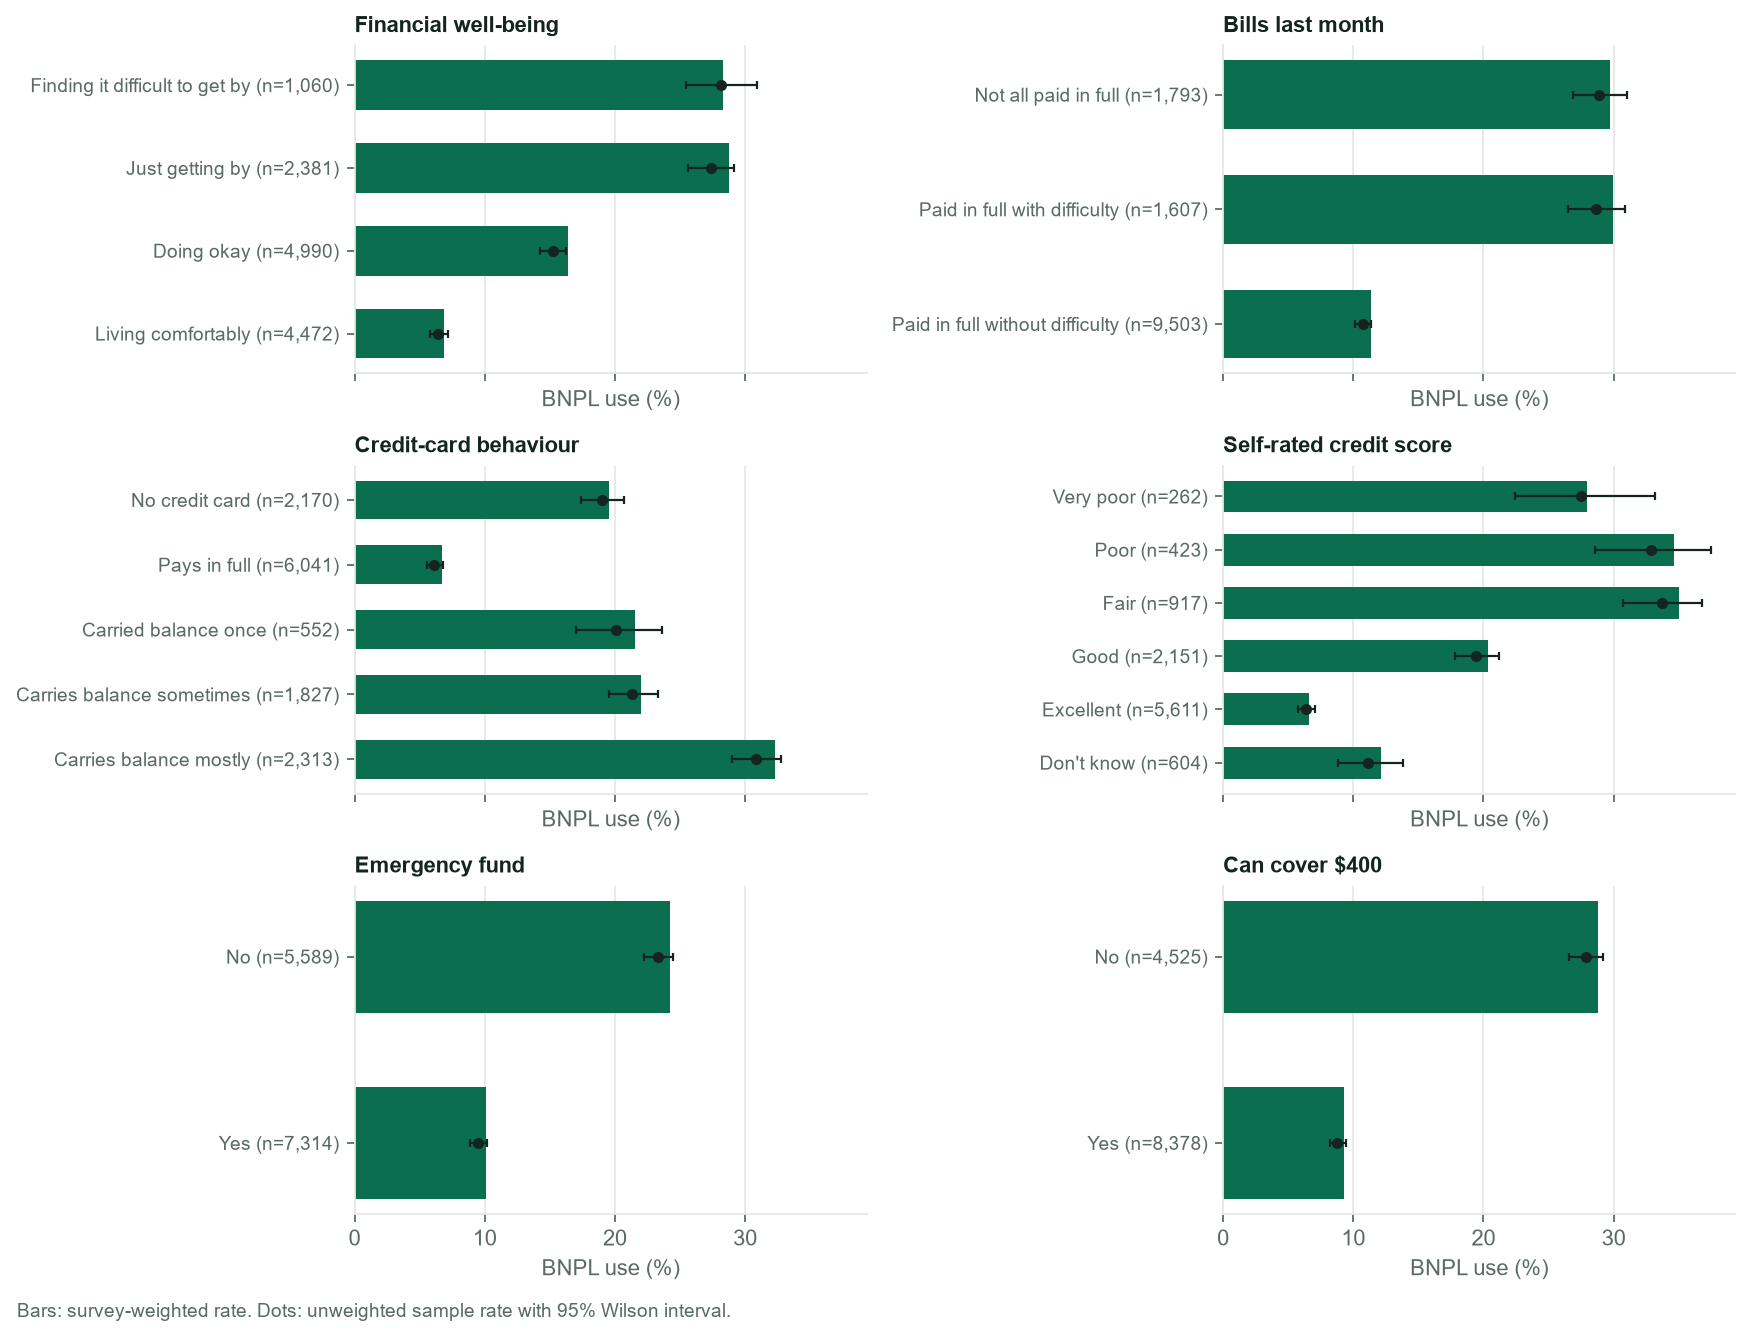 Financial well-being
Finding it difficult to get by (n=1,060)
Just getting by (n=2,381)
Doing okay (n=4,990)
Living comfortably (n=4,472)
BNPL use (%)
Bills last month
Not all paid in full (n=1,793)
Paid in full with difficulty (n=1,607)
Paid in full without difficulty (n=9,503)
BNPL use (%)
Credit-card behaviour
No credit card (n=2,170)
Pays in full (n=6,041)
Carried balance once (n=552)
Carries balance sometimes (n=1,827)
Carries balance mostly (n=2,313)
BNPL use (%)
Self-rated credit score
Very poor (n=262)
Poor (n=423)
Fair (n=917)
Good (n=2,151)
Excellent (n=5,611)
Don't know (n=604)
BNPL use (%)
Emergency fund
No (n=5,589)
Yes (n=7,314)
0 10 20 30
BNPL use (%)
Can cover $400
No (n=4,525)
Yes (n=8,378)
0 10 20 30
BNPL use (%)
Bars: survey-weighted rate. Dots: unweighted sample rate with 95% Wilson interval.